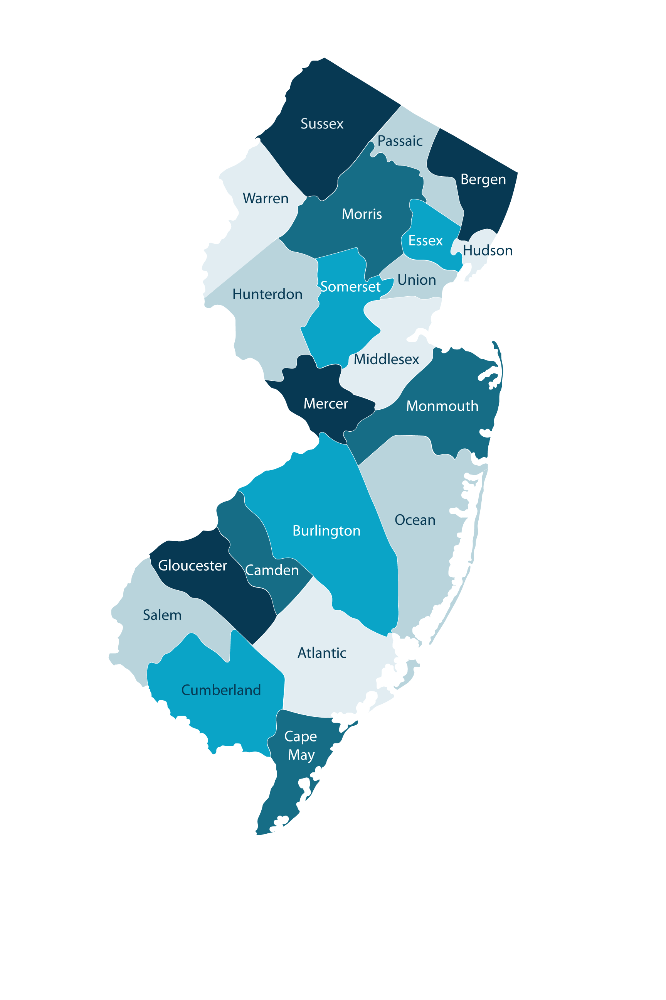 Sussex
Passaic
Bergen
Warren
Morris
Essex
Hudson
Union
Somerset
Hunterdon
Middlesex
Mercer
Monmouth
Ocean
Burlington
Gloucester
Camden
Salem
Atlantic
Cumberland
Cape
May